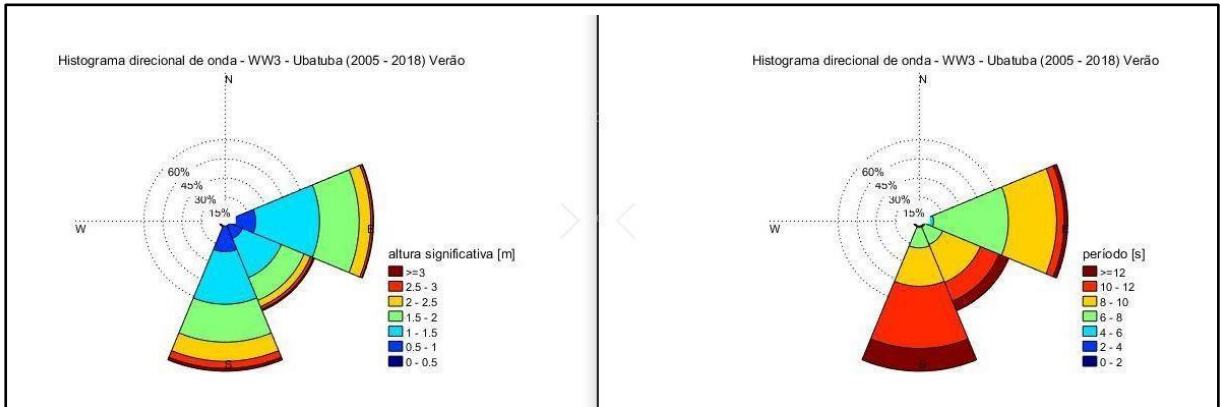 Histograma direcional de onda - WW3 - Ubatuba (2005 - 2018) Verão
N
60%
45%
30%
15%
W
E
S
altura significativa [m]
>=3
2.5 - 3
2 - 2.5
1.5 - 2
1 - 1.5
0.5 - 1
0 - 0.5
Histograma direcional de onda - WW3 - Ubatuba (2005 - 2018) Verão
N
60%
45%
30%
15%
W
período [s]
>=12
10 - 12
8 - 10
6 - 8
4 - 6
2 - 4
0 - 2